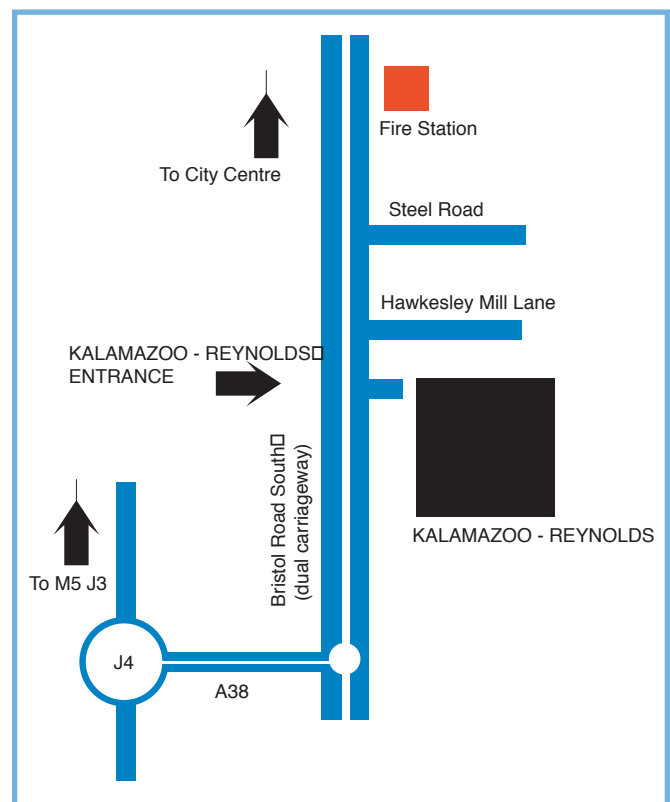 Fire Station
To City Centre
Steel Road
Hawkesley Mill Lane
KALAMAZOO - REYNOLDS□
ENTRANCE
Bristol Road South□
(dual carriageway)
KALAMAZOO - REYNOLDS
To M5 J3
J4
A38